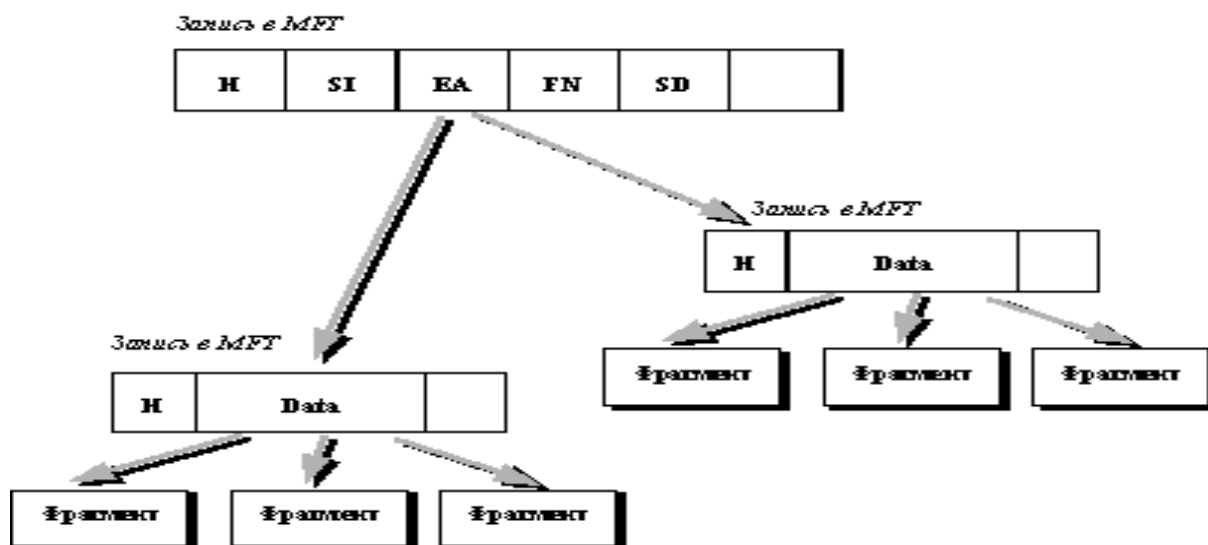 Запись в MFT
H SI EA FN SD
Запись в MFT
H Data
Фрагмент Фрагмент Фрагмент
Запись в MFT
H Data
Фрагмент Фрагмент Фрагмент